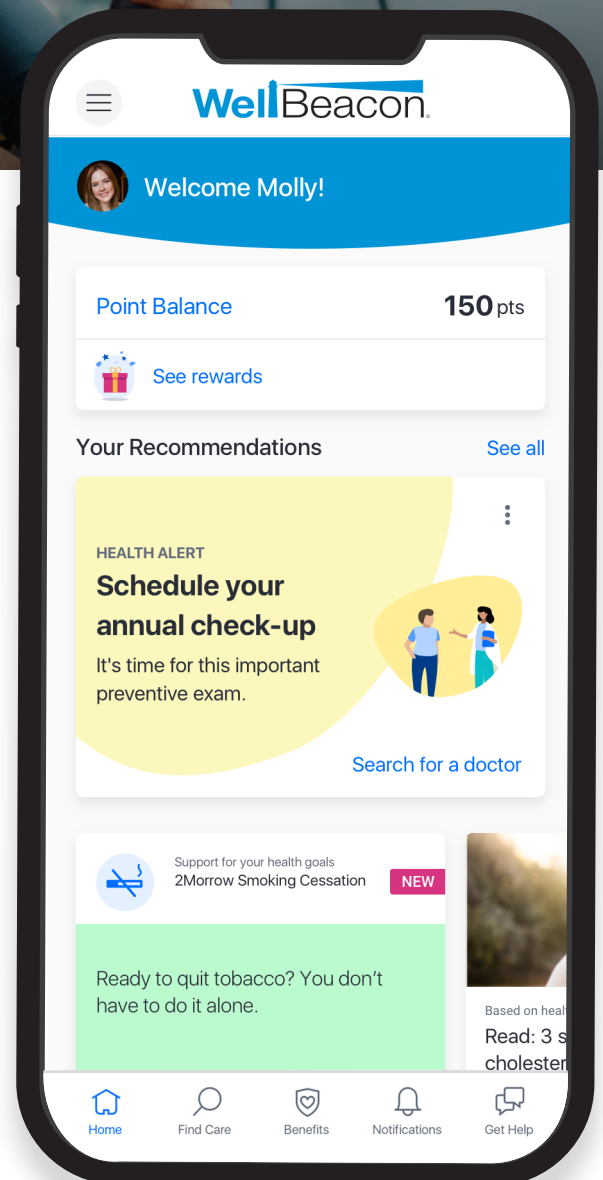 WellBeacon.
Welcome Molly!
Point Balance
150 pts
See rewards
Your Recommendations
See all
HEALTH ALERT
Schedule your
annual check-up
It's time for this important
preventive exam.
Search for a doctor
Support for your health goals
2Morrow Smoking Cessation
NEW
Ready to quit tobacco? You don't
have to do it alone.
Based on
Read: 3
Home
Find Care
Benefits
Notifications
Get Help